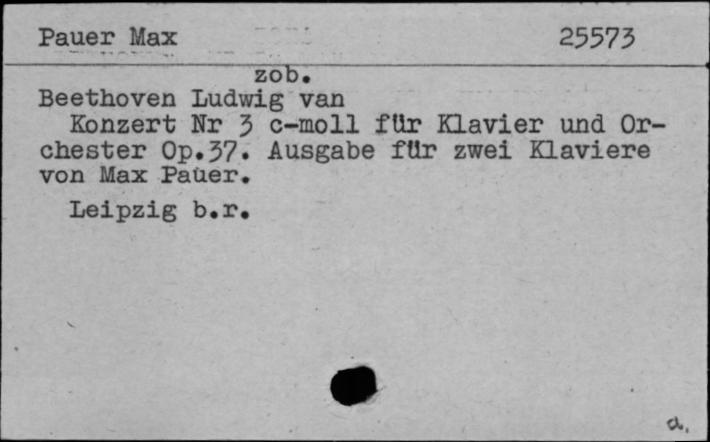 Pauer Max 25573
zob.
Beethoven Ludwig van
Konzert Nr 3 c-moll für Klavier und Or-
chester Op.37. Ausgabe für zwei Klaviere
von Max Pauer.
Leipzig b.r.
a.